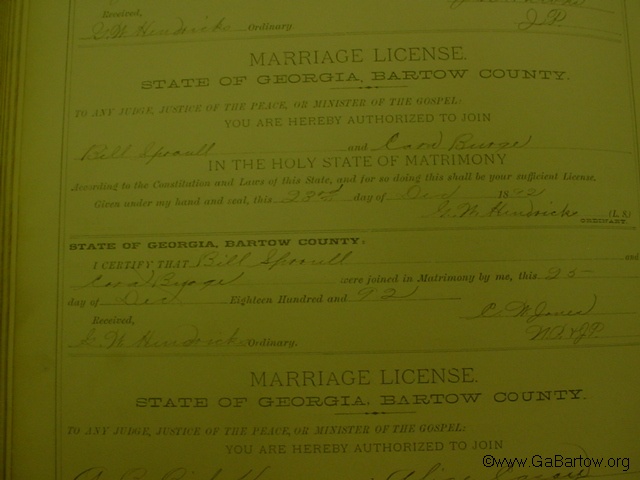 Received,
G W Hendricks Ordinary
J.P.
MARRIAGE LICENSE.
STATE OF GEORGIA, BARTOW COUNTY.
TO ANY JUDGE, JUSTICE OF THE PEACE, OR MINISTER OF THE GOSPEL:
YOU ARE HEREBY AUTHORIZED TO JOIN
Bill Sproull and Cora Burge
IN THE HOLY STATE OF MATRIMONY
According to the Constitution and Laws of this State, and for so doing this shall be your sufficient License.
Given under my hand and seal, this 23rd day of Dec 1892
G. W. Hendricks (L. S.)
ORDINARY.
STATE OF GEORGIA, BARTOW COUNTY:
I CERTIFY THAT Bill Sproull and
Cora Burge were joined in Matrimony by me, this 25
day of Dec Eighteen Hundred and 92
Received, C W Jones
G. W. Hendricks Ordinary. N.P. & J.P.
MARRIAGE LICENSE.
STATE OF GEORGIA, BARTOW COUNTY.
TO ANY JUDGE, JUSTICE OF THE PEACE, OR MINISTER OF THE GOSPEL:
YOU ARE HEREBY AUTHORIZED TO JOIN
©www.GaBartow.org